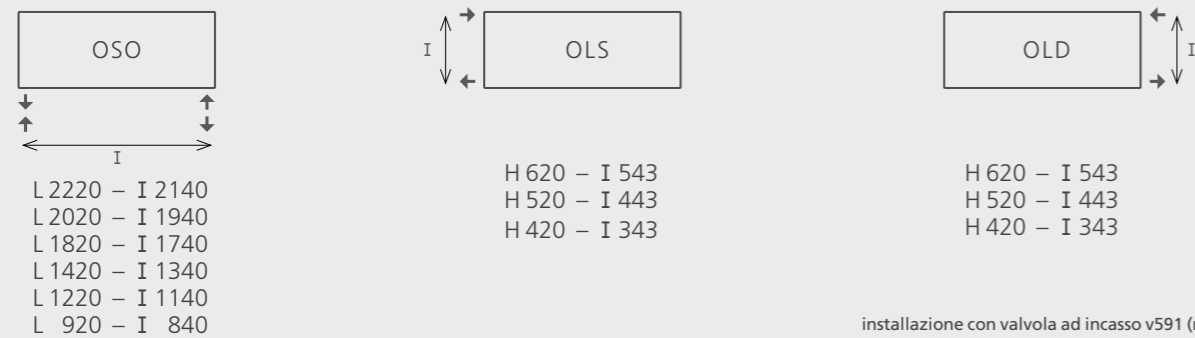 OSO
I
L 2220 – I 2140
L 2020 – I 1940
L 1820 – I 1740
L 1420 – I 1340
L 1220 – I 1140
L 920 – I 840
I
OLS
H 620 – I 543
H 520 – I 443
H 420 – I 343
OLD
I
H 620 – I 543
H 520 – I 443
H 420 – I 343
installazione con valvola ad incasso v591